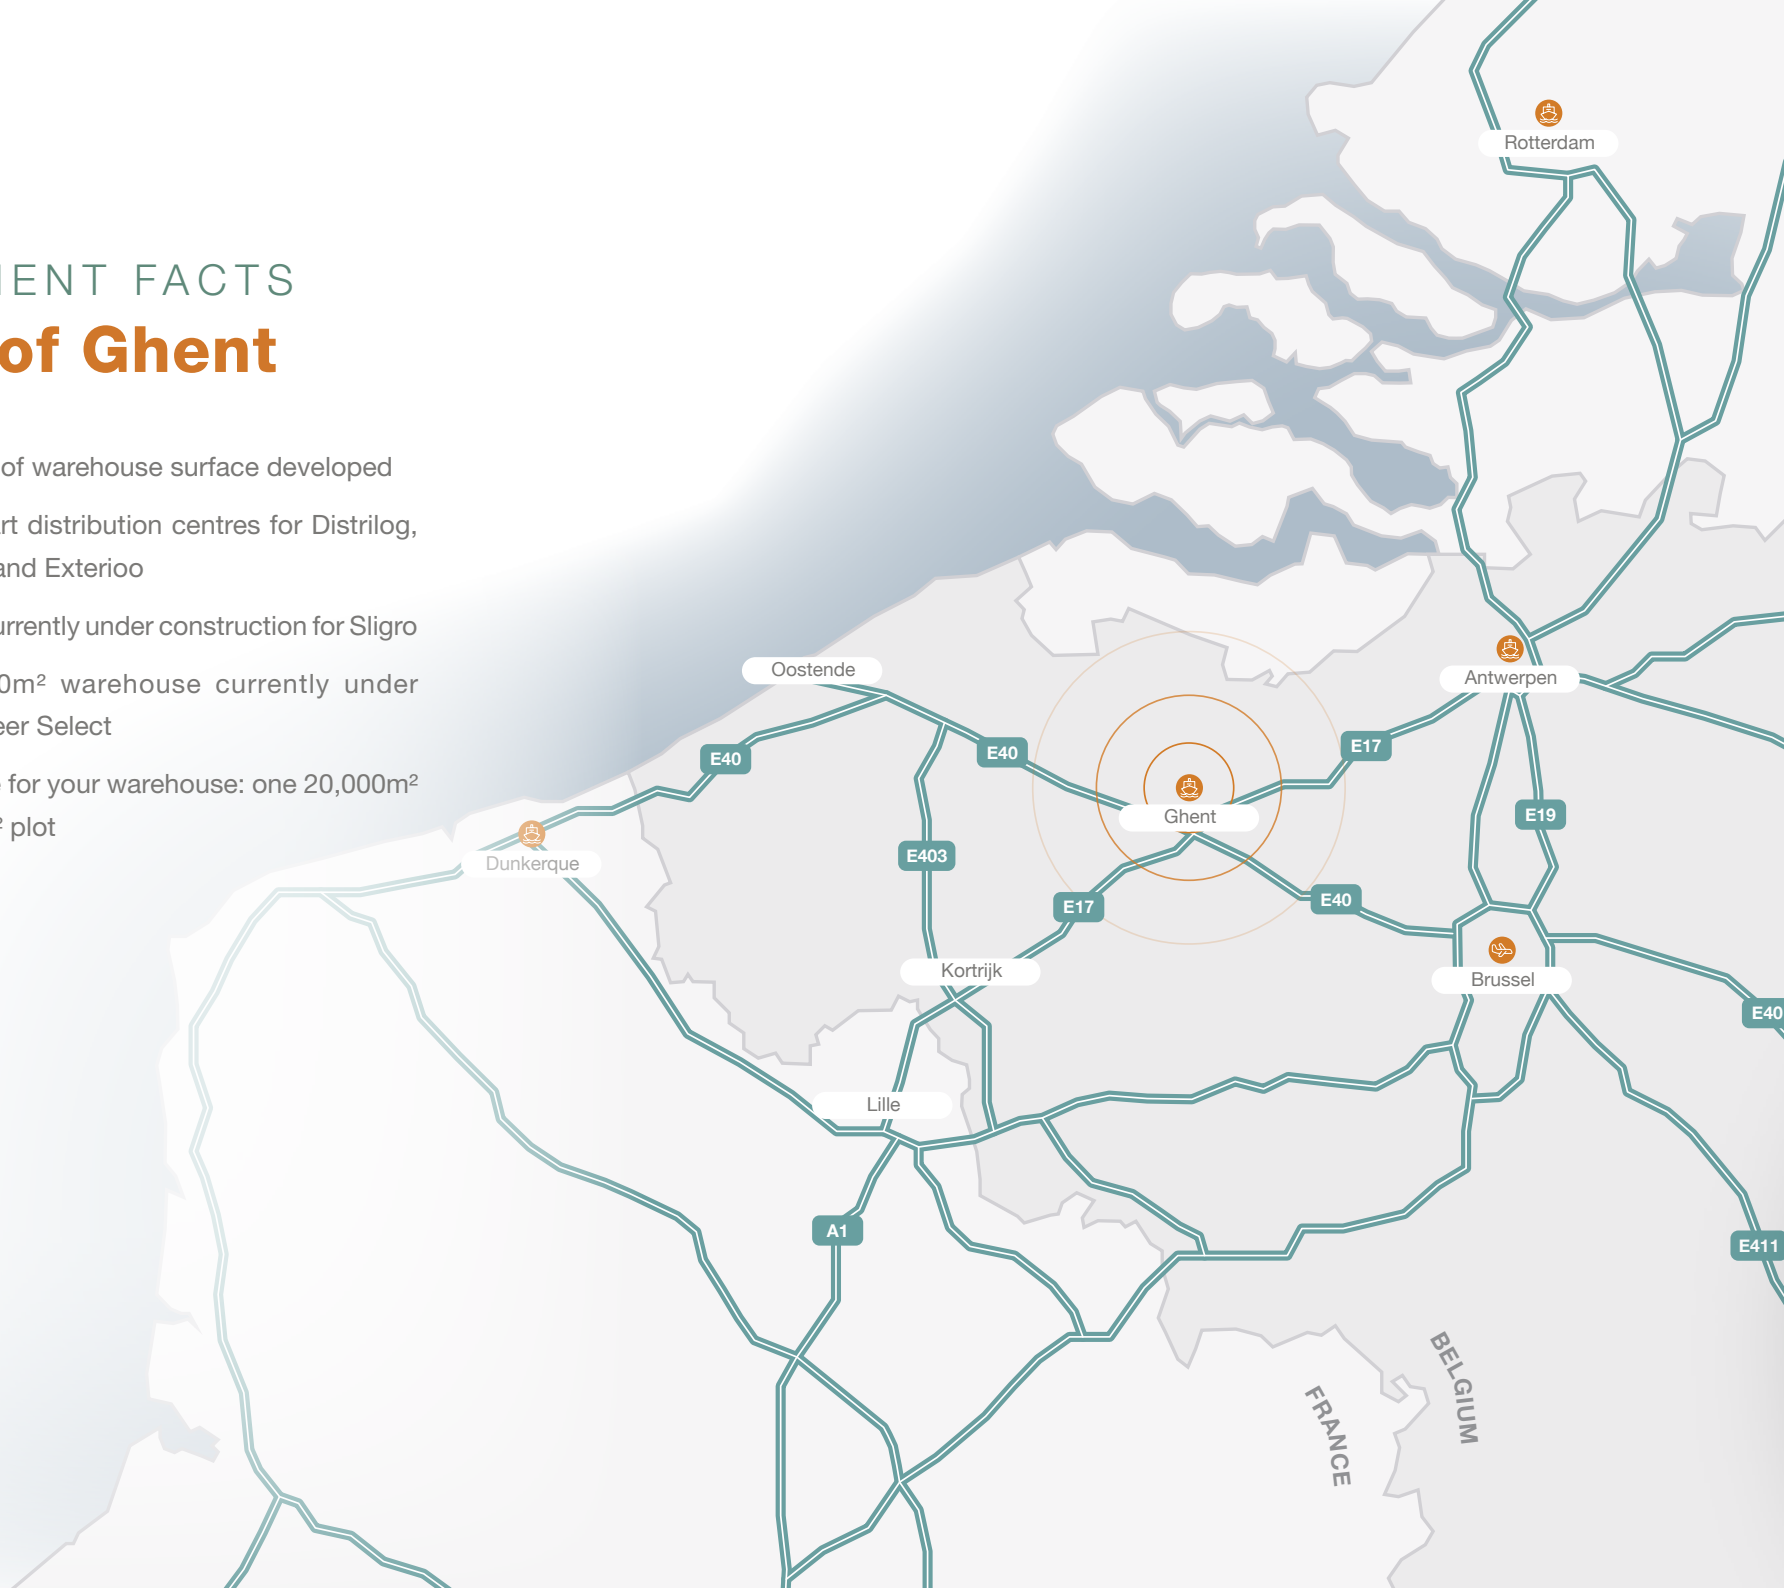 ENT FACTS
of Ghent
of warehouse surface developed
rt distribution centres for Distrilog,
and Exterioo
urrently under construction for Sligro
0m² warehouse currently under
eer Select
for your warehouse: one 20,000m²
² plot
Rotterdam
Oostende
Antwerpen
E40
E40
E17
Ghent
E19
E403
Dunkerque
E17
E40
Kortrijk
Brussel
E40
Lille
A1
E411
BELGIUM
FRANCE